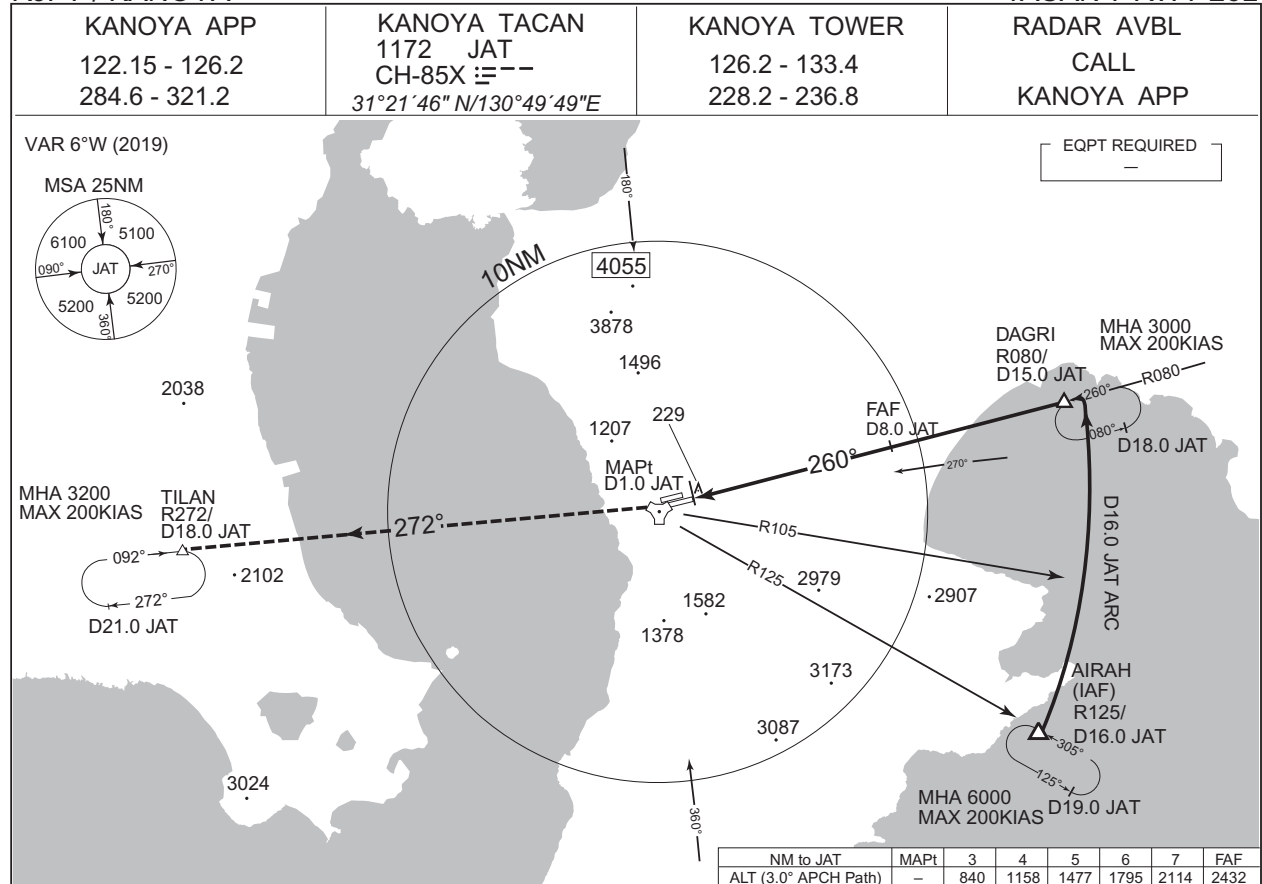 KANOYA APP
122.15 - 126.2
284.6 - 321.2
KANOYA TACAN
1172 JAT
CH-85X
31°21´46" N/130°49´49"E
KANOYA TOWER
126.2 - 133.4
228.2 - 236.8
RADAR AVBL
CALL
KANOYA APP
VAR 6°W (2019)
EQPT REQUIRED
–
MSA 25NM
180°
6100
5100
090°
JAT
270°
5200
5200
360°
180°
10NM
4055
3878
1496
2038
1207
229
MAPt
D1.0 JAT
FAF
D8.0 JAT
260°
270°
DAGRI
R080/
D15.0 JAT
MHA 3000
MAX 200KIAS
R080
260°
080°
D18.0 JAT
MHA 3200
MAX 200KIAS
TILAN
R272/
D18.0 JAT
272°
092°
272°
D21.0 JAT
2102
R105
R125
D16.0 JAT ARC
2979
2907
1582
1378
3173
3087
3024
AIRAH
(IAF)
R125/
D16.0 JAT
305°
125°
D19.0 JAT
MHA 6000
MAX 200KIAS
360°
NM to JAT MAPt 3 4 5 6 7 FAF
ALT (3.0° APCH Path) – 840 1158 1477 1795 2114 2432